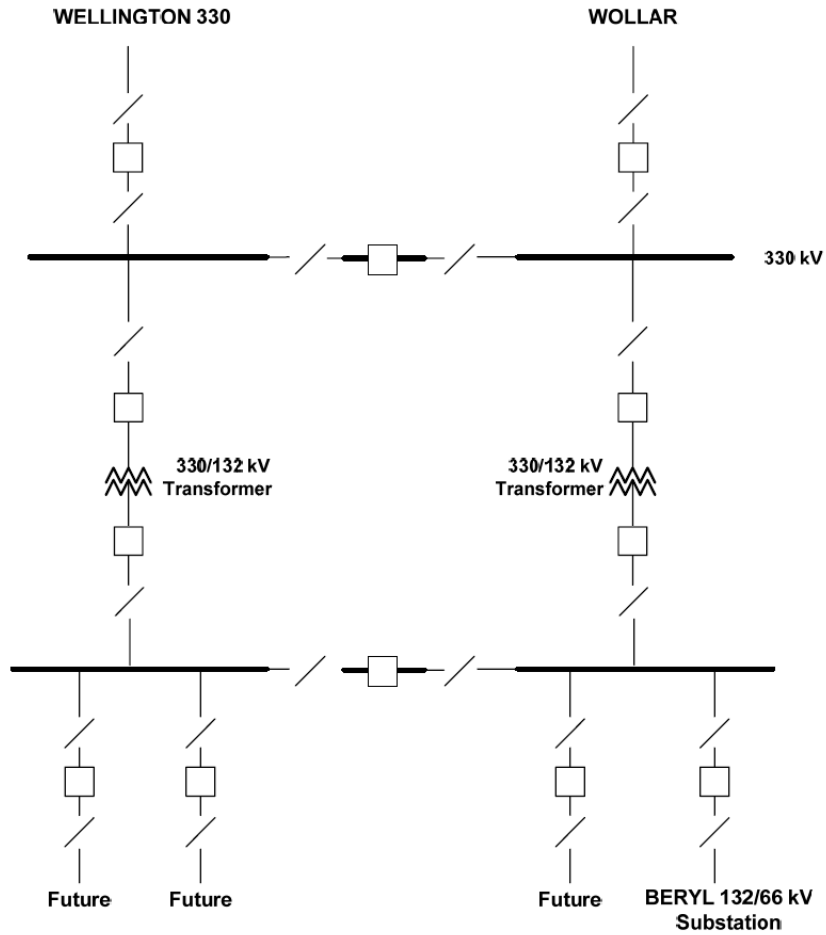 WELLINGTON 330
WOLLAR
330 kV
330/132 kV
Transformer
330/132 kV
Transformer
Future
Future
Future
BERYL 132/66 kV
Substation